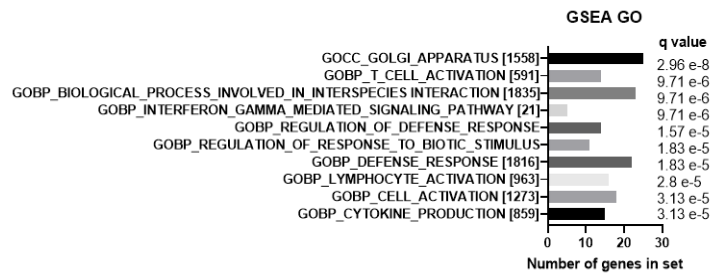 GSEA GO
q value
GOCC_GOLGI_APPARATUS [1558] 2.96 e-8
GOBP_T_CELL_ACTIVATION [591] 9.71 e-6
GOBP_BIOLOGICAL_PROCESS_INVOLVED_IN_INTERSPECIES INTERACTION [1835] 9.71 e-6
GOBP_INTERFERON_GAMMA_MEDIATED_SIGNALING_PATHWAY [21] 9.71 e-6
GOBP_REGULATION_OF_DEFENSE_RESPONSE 1.57 e-5
GOBP_REGULATION_OF_RESPONSE_TO_BIOTIC_STIMULUS 1.83 e-5
GOBP_DEFENSE_RESPONSE [1816] 1.83 e-5
GOBP_LYMPHOCYTE_ACTIVATION [963] 2.8 e-5
GOBP_CELL_ACTIVATION [1273] 3.13 e-5
GOBP_CYTOKINE_PRODUCTION [859] 3.13 e-5
0 10 20 30
Number of genes in set